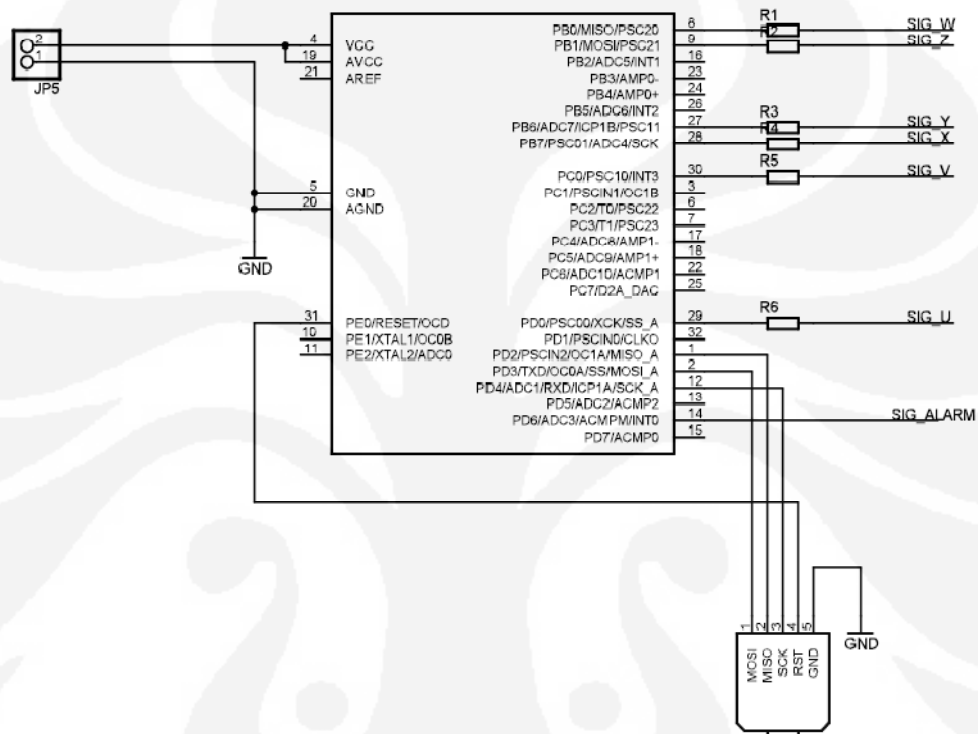 JP5
2
1
4 VCC
19 AVCC
21 AREF
5 GND
20 AGND
GND
31 PE0/RESET/OCD
10 PE1/XTAL1/OC0B
11 PE2/XTAL2/ADC0
PB0/MISO/PSC20 8 R1 SIG_W
PB1/MOSI/PSC21 9 R2 SIG_Z
PB2/ADC5/INT1 16
PB3/AMP0- 23
PB4/AMP0+ 24
PB5/ADC6/INT2 26
PB6/ADC7/ICP1B/PSC11 27 R3 SIG_Y
PB7/PSC01/ADC4/SCK 28 R4 SIG_X
PC0/PSC10/INT3 30 R5 SIG_V
PC1/PSCIN1/OC1B 3
PC2/T0/PSC22 6
PC3/T1/PSC23 7
PC4/ADC8/AMP1- 17
PC5/ADC9/AMP1+ 18
PC6/ADC10/ACMP1 22
PC7/D2A_DAC 25
PD0/PSC00/XCK/SS_A 29 R6 SIG_U
PD1/PSCIN0/CLKO 32
PD2/PSCIN2/OC1A/MISO_A 1
PD3/TXD/OC0A/SS/MOSI_A 2
PD4/ADC1/RXD/ICP1A/SCK_A 12
PD5/ADC2/ACMP2 13
PD6/ADC3/ACMPM/INT0 14 SIG_ALARM
PD7/ACMP0 15
1 MOSI
2 MISO
3 SCK
4 RST
5 GND
GND